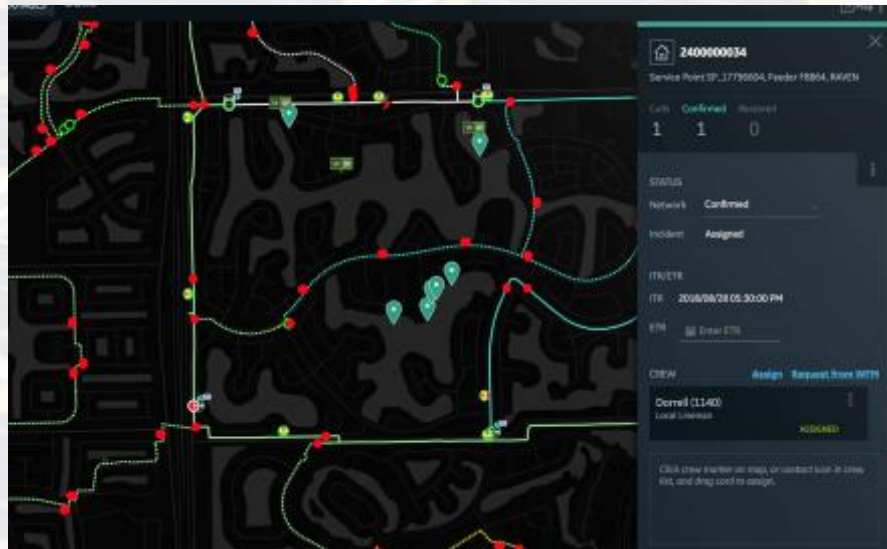 2400000034
Service Point SP_17796604, Feeder F8864, RAVEN
Calls Confirmed Restored
1 1 0
STATUS
Network Confirmed
Incident Assigned
ITR/ETR
ITR 2018/08/28 05:30:00 PM
ETR Enter ETR
CREW Assign Request from WFM
Dorrell (1140)
Local Lineman
ASSIGNED
Click crew marker on map, or contact icon in crew
list, and drag card to assign.